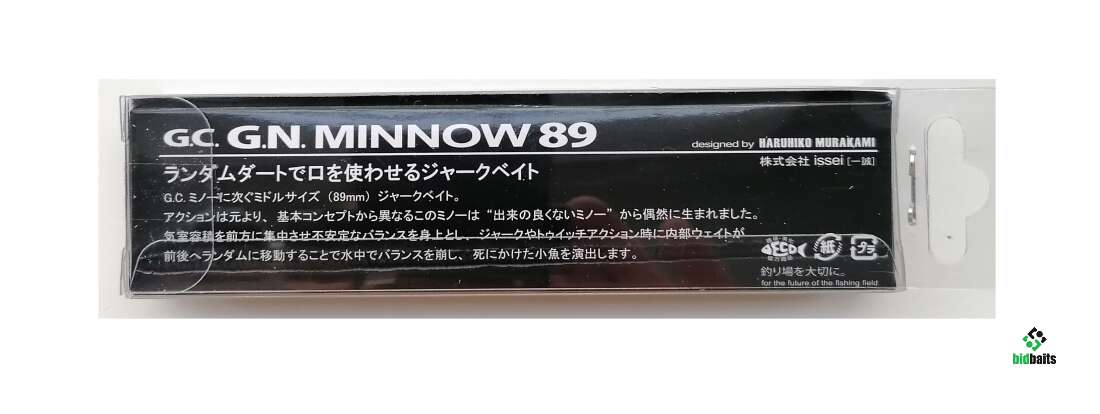 G.C. G.N. MINNOW 89
designed by HARUHIKO MURAKAMI
株式会社 issei [一誠]
ランダムダートで口を使わせるジャークベイト
G.C. ミノーに次ぐミドルサイズ（89mm）ジャークベイト。
アクションは元より、基本コンセプトから異なるこのミノーは“出来の良くないミノー”から偶然に生まれました。
気室容積を前方に集中させ不安定なバランスを身上とし、ジャークやトゥイッチアクション時に内部ウェイトが
前後へランダムに移動することで水中でバランスを崩し、死にかけた小魚を演出します。
ECO 紙 プラ
釣り場を大切に。
for the future of the fishing field
bidbaits